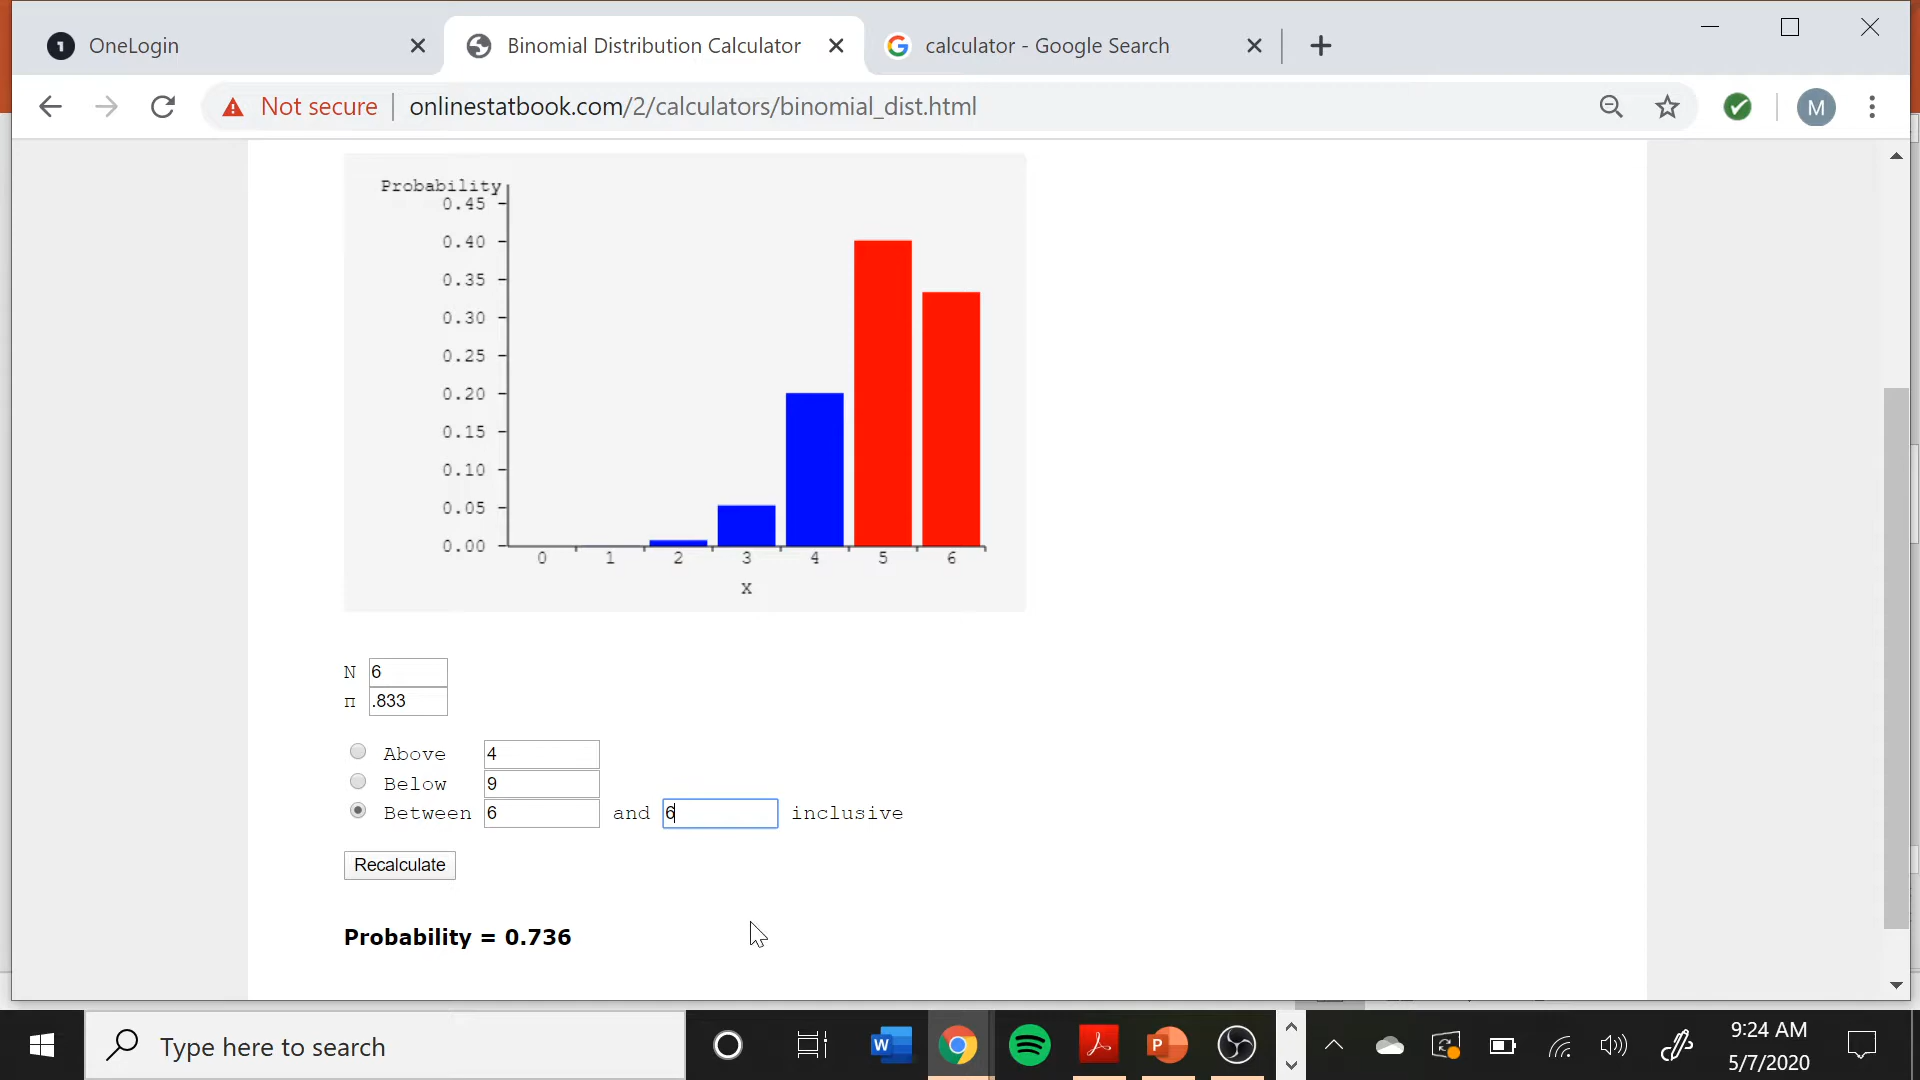 OneLogin
Binomial Distribution Calculator
calculator - Google Search
Not secure
onlinestatbook.com/2/calculators/binomial_dist.html
M
Probability
0.45
0.40
0.35
0.30
0.25
0.20
0.15
0.10
0.05
0.00
0 1 2 3 4 5 6
x
N 6
π .833
Above 4
Below 9
Between 6 and 6 inclusive
Recalculate
Probability = 0.736
Type here to search
9:24 AM
5/7/2020